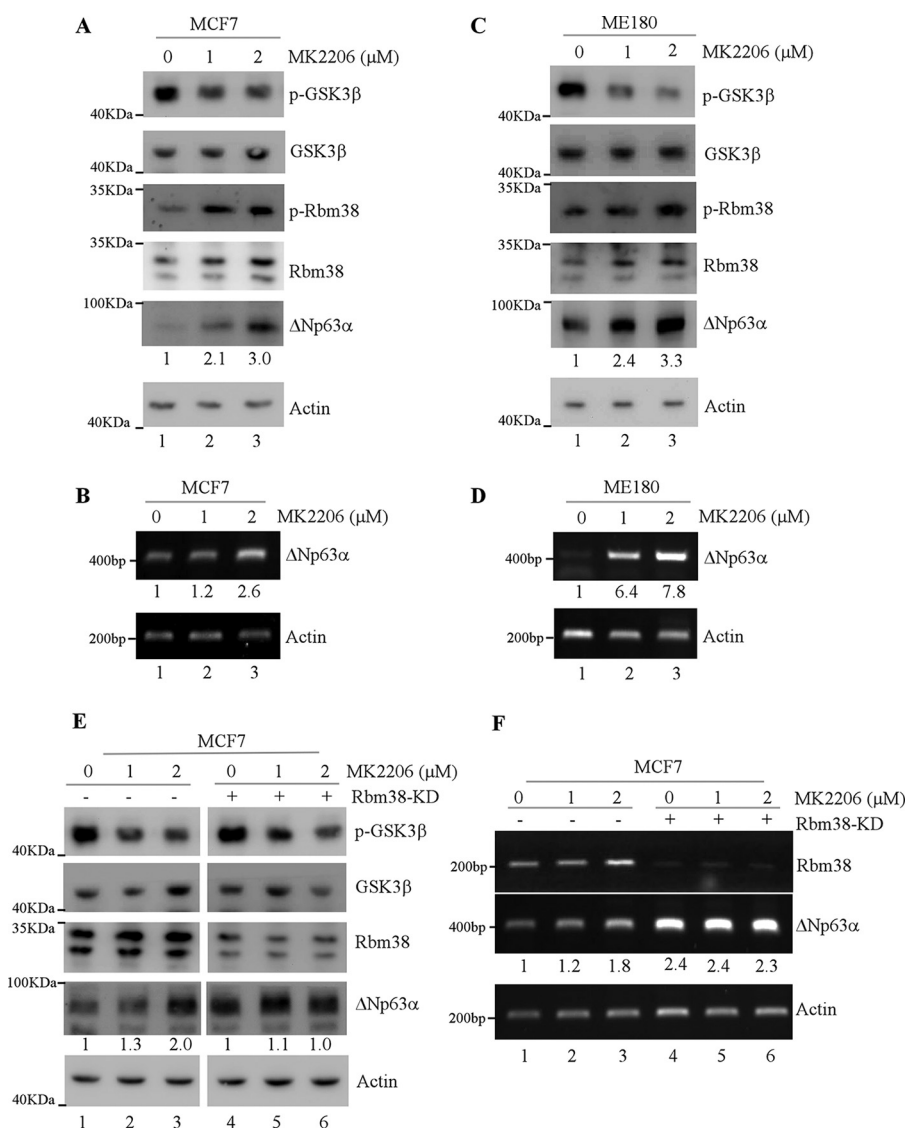 A
MCF7
0 1 2 MK2206 (μM)
p-GSK3β
40KDa
GSK3β
40KDa
35KDa
p-Rbm38
35KDa
Rbm38
100KDa
ΔNp63α
1 2.1 3.0
Actin
40KDa
1 2 3
C
ME180
0 1 2 MK2206 (μM)
p-GSK3β
40KDa
GSK3β
40KDa
35KDa
p-Rbm38
35KDa
Rbm38
100KDa
ΔNp63α
1 2.4 3.3
Actin
40KDa
1 2 3
B
MCF7
0 1 2 MK2206 (μM)
400bp ΔNp63α
1 1.2 2.6
200bp Actin
1 2 3
D
ME180
0 1 2 MK2206 (μM)
400bp ΔNp63α
1 6.4 7.8
200bp Actin
1 2 3
E
MCF7
0 1 2 0 1 2 MK2206 (μM)
- - - + + + Rbm38-KD
p-GSK3β
40KDa
GSK3β
40KDa
35KDa
Rbm38
100KDa
ΔNp63α
1 1.3 2.0 1 1.1 1.0
Actin
40KDa
1 2 3 4 5 6
F
MCF7
0 1 2 0 1 2 MK2206 (μM)
- - - + + + Rbm38-KD
200bp Rbm38
400bp ΔNp63α
1 1.2 1.8 2.4 2.4 2.3
200bp Actin
1 2 3 4 5 6